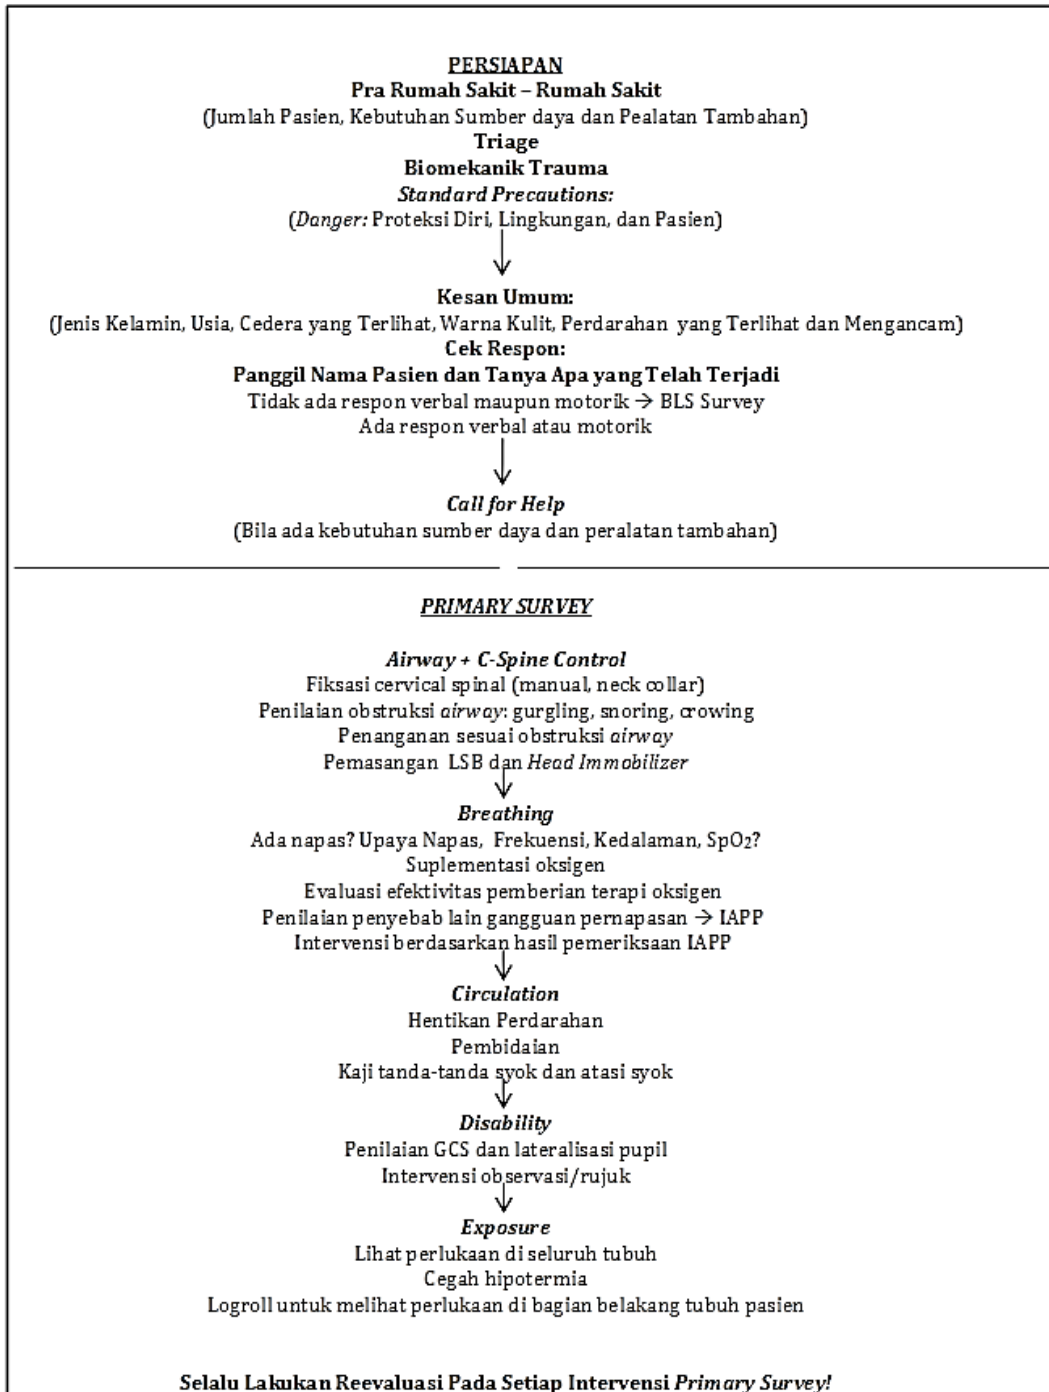 PERSIAPAN
Pra Rumah Sakit – Rumah Sakit
(Jumlah Pasien, Kebutuhan Sumber daya dan Pealatan Tambahan)
Triage
Biomekanik Trauma
Standard Precautions:
(Danger: Proteksi Diri, Lingkungan, dan Pasien)
Kesan Umum:
(Jenis Kelamin, Usia, Cedera yang Terlihat, Warna Kulit, Perdarahan yang Terlihat dan Mengancam)
Cek Respon:
Panggil Nama Pasien dan Tanya Apa yang Telah Terjadi
Tidak ada respon verbal maupun motorik → BLS Survey
Ada respon verbal atau motorik
Call for Help
(Bila ada kebutuhan sumber daya dan peralatan tambahan)
PRIMARY SURVEY
Airway + C-Spine Control
Fiksasi cervical spinal (manual, neck collar)
Penilaian obstruksi airway: gurgling, snoring, crowing
Penanganan sesuai obstruksi airway
Pemasangan LSB dan Head Immobilizer
Breathing
Ada napas? Upaya Napas, Frekuensi, Kedalaman, SpO₂?
Suplementasi oksigen
Evaluasi efektivitas pemberian terapi oksigen
Penilaian penyebab lain gangguan pernapasan → IAPP
Intervensi berdasarkan hasil pemeriksaan IAPP
Circulation
Hentikan Perdarahan
Pembidaian
Kaji tanda-tanda syok dan atasi syok
Disability
Penilaian GCS dan lateralisasi pupil
Intervensi observasi/rujuk
Exposure
Lihat perlukaan di seluruh tubuh
Cegah hipotermia
Logroll untuk melihat perlukaan di bagian belakang tubuh pasien
Selalu Lakukan Reevaluasi Pada Setiap Intervensi Primary Survey!